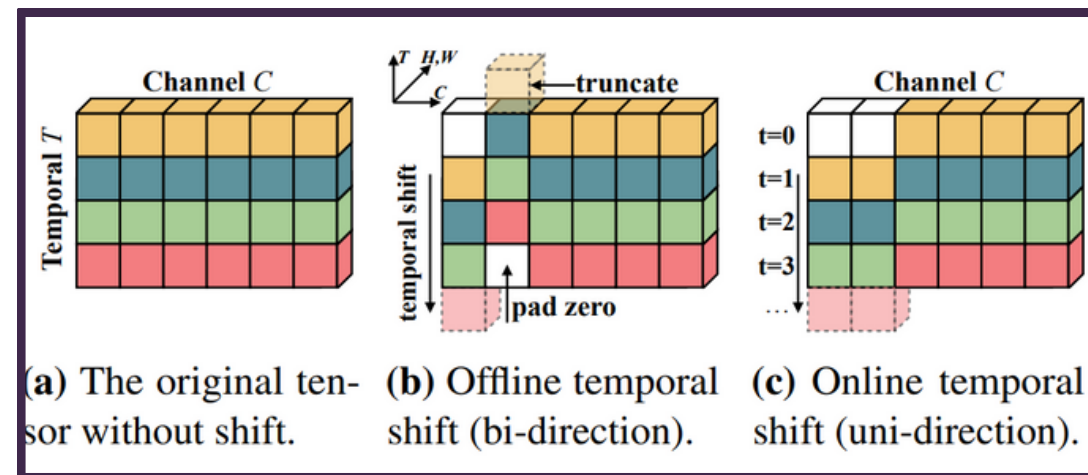 Channel C
Temporal T
(a) The original ten-
sor without shift.
T
H,W
C
truncate
temporal shift
pad zero
(b) Offline temporal
shift (bi-direction).
Channel C
t=0
t=1
t=2
t=3
...
(c) Online temporal
shift (uni-direction).